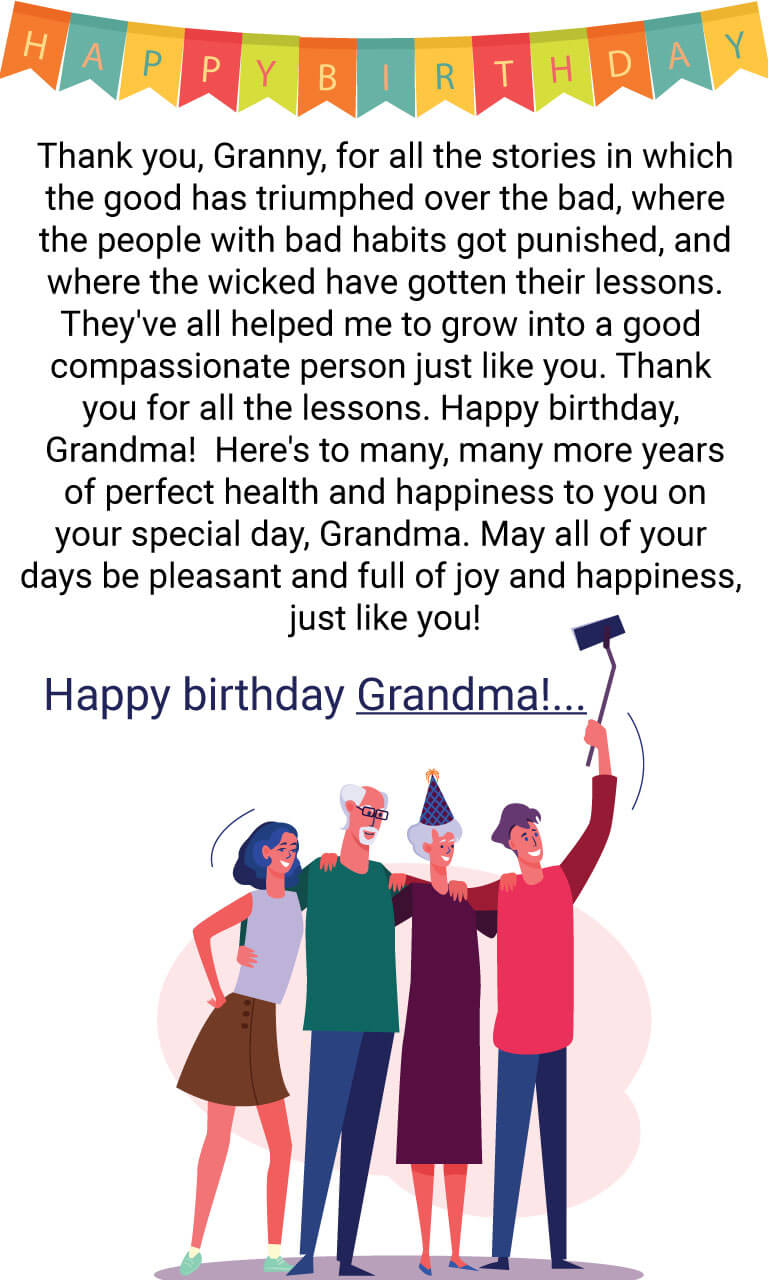 HAPPY BIRTHDAY
Thank you, Granny, for all the stories in which
the good has triumphed over the bad, where
the people with bad habits got punished, and
where the wicked have gotten their lessons.
They've all helped me to grow into a good
compassionate person just like you. Thank
you for all the lessons. Happy birthday,
Grandma!  Here's to many, many more years
of perfect health and happiness to you on
your special day, Grandma. May all of your
days be pleasant and full of joy and happiness,
just like you!
Happy birthday Grandma!...